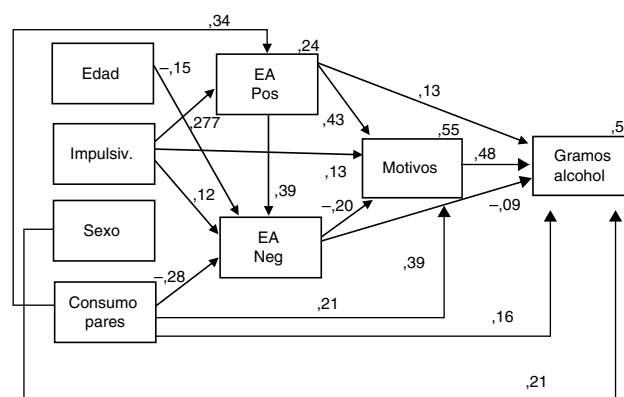 ,34
,24
Edad
–,15
EA
Pos
,13
,277
,43
,55
,5
Impulsiv.
Motivos
,48
Gramos
alcohol
,13
,12
,39
–,20
–,09
Sexo
EA
Neg
,39
–,28
Consumo
pares
,21
,16
,21